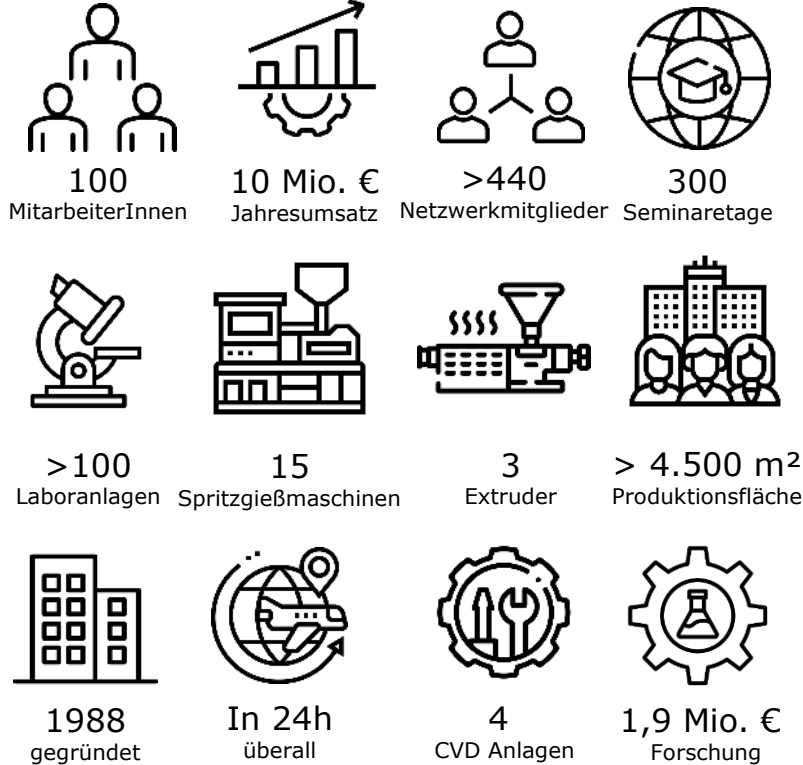 100
MitarbeiterInnen
10 Mio. €
Jahresumsatz
>440
Netzwerkmitglieder
300
Seminaretage
>100
Laboranlagen
15
Spritzgießmaschinen
3
Extruder
> 4.500 m²
Produktionsfläche
1988
gegründet
In 24h
überall
4
CVD Anlagen
1,9 Mio. €
Forschung